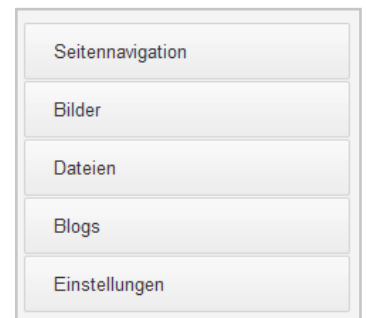 Seitennavigation
Bilder
Dateien
Blogs
Einstellungen